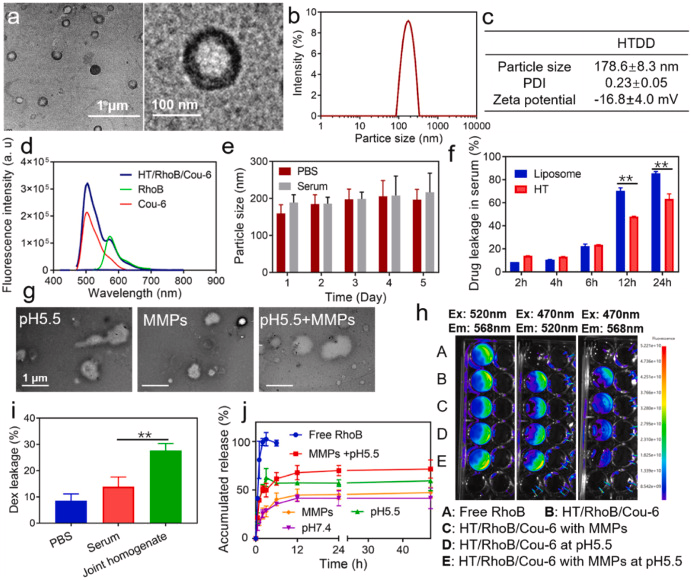 a
1 μm
100 nm
b
Intensity (%)
10
8
6
4
2
0
1
10
100
1000
10000
Partice size (nm)
c
HTDD
Particle size 178.6±8.3 nm
PDI 0.23±0.05
Zeta potential -16.8±4.0 mV
d
Fluorescence intensity (a. u)
4×10⁵
3×10⁵
2×10⁵
1×10⁵
0
400 500 600 700 800 900
Wavelength (nm)
HT/RhoB/Cou-6
RhoB
Cou-6
e
Particle size (nm)
400
300
200
100
0
1 2 3 4 5
Time (Day)
PBS
Serum
f
Drug leakage in serum (%)
100
80
60
40
20
0
Liposome
HT
**
**
2h 4h 6h 12h 24h
g
pH5.5
1 μm
MMPs
pH5.5+MMPs
h
Ex: 520nm Ex: 470nm Ex: 470nm
Em: 568nm Em: 520nm Em: 568nm
A
B
C
D
E
A: Free RhoB B: HT/RhoB/Cou-6
C: HT/RhoB/Cou-6 with MMPs
D: HT/RhoB/Cou-6 at pH5.5
E: HT/RhoB/Cou-6 with MMPs at pH5.5
i
Dex leakage (%)
40
30
20
10
0
**
PBS
Serum
Joint homogenate
j
Accumulated release (%)
150
100
50
0
0 12 24 24 36 48
Time (h)
Free RhoB
MMPs +pH5.5
MMPs
pH5.5
pH7.4